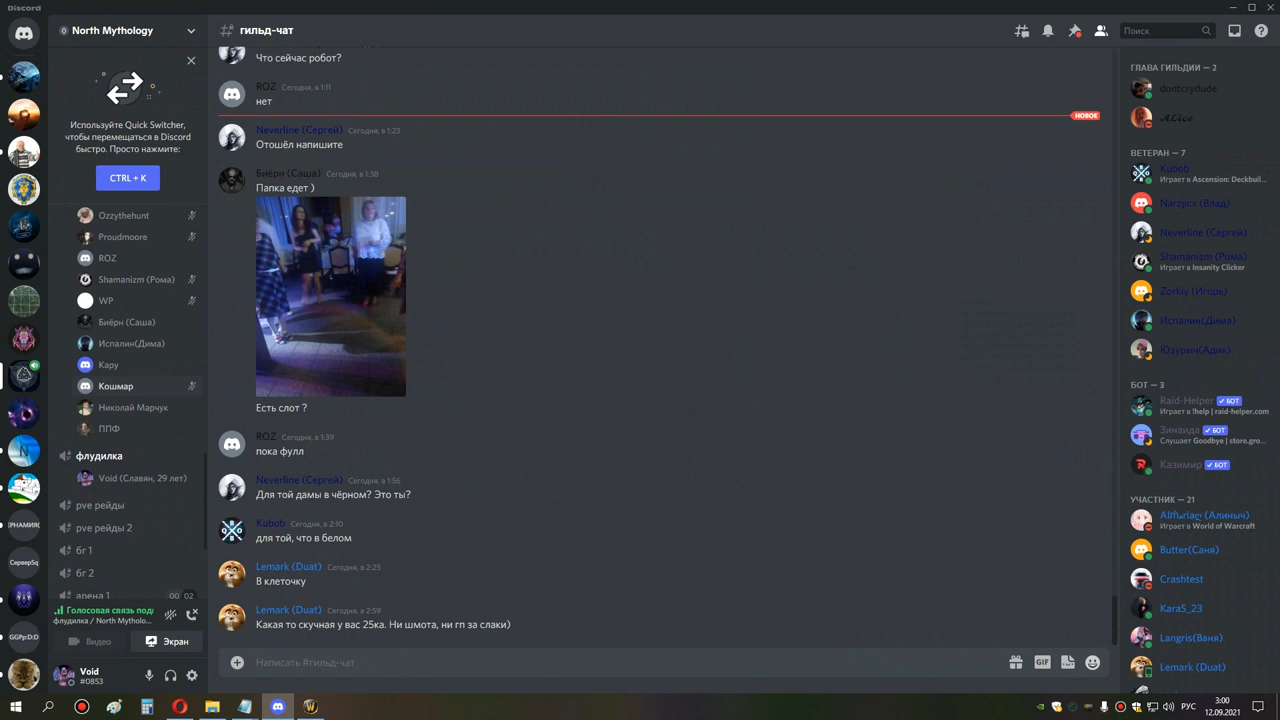 Discord
North Mythology
гильд-чат
Поиск
Используйте Quick Switcher,
чтобы перемещаться в Discord
быстро. Просто нажмите:
CTRL + K
Ozzythehunt
Proudmoore
ROZ
Shamanizm (Рома)
WP
Биёрн (Саша)
Испалин(Дима)
Кару
Кошмар
Николай Марчук
ППФ
флудилка
Void (Славян, 29 лет)
pve рейды
pve рейды 2
бг 1
бг 2
арена 1
00 02
флудилка / North Mytholo...
Видео
Экран
Void
#0853
Что сейчас робот?
ROZ Сегодня, в 1:11
нет
НОВОЕ
Neverline (Сергей) Сегодня, в 1:23
Отошёл напишите
Биёрн (Саша) Сегодня, в 1:38
Папка едет )
Есть слот ?
ROZ Сегодня, в 1:39
пока фулл
Neverline (Сергей) Сегодня, в 1:56
Для той дамы в чёрном? Это ты?
Kubob Сегодня, в 2:10
для той, что в белом
Lemark (Duat) Сегодня, в 2:25
В клеточку
Lemark (Duat) Сегодня, в 2:59
Какая то скучная у вас 25ка. Ни шмота, ни гп за слаки)
Написать #гильд-чат
GIF
ГЛАВА ГИЛЬДИИ — 2
dontcrydude
𝓐𝓛𝓲𝓬𝓮
ВЕТЕРАН — 7
Kubob
Играет в Ascension: Deckbuil...
Narzjicx (Влад)
Neverline (Сергей)
Shamanizm (Рома)
Играет в Insanity Clicker
Zorkiy (Игорь)
Испалин(Дима)
Юзурыч(Адик)
БОТ — 3
Raid-Helper БОТ
Играет в !help | raid-helper.com
Зинаида БОТ
Слушает Goodbye | store.gro...
Казимир БОТ
УЧАСТНИК — 21
Играет в World of Warcraft
Butter(Саня)
Crashtest
KaraS_23
Langris(Ваня)
Lemark (Duat)
СерверSq
GGPp:D:D
РУС
3:00
12.09.2021